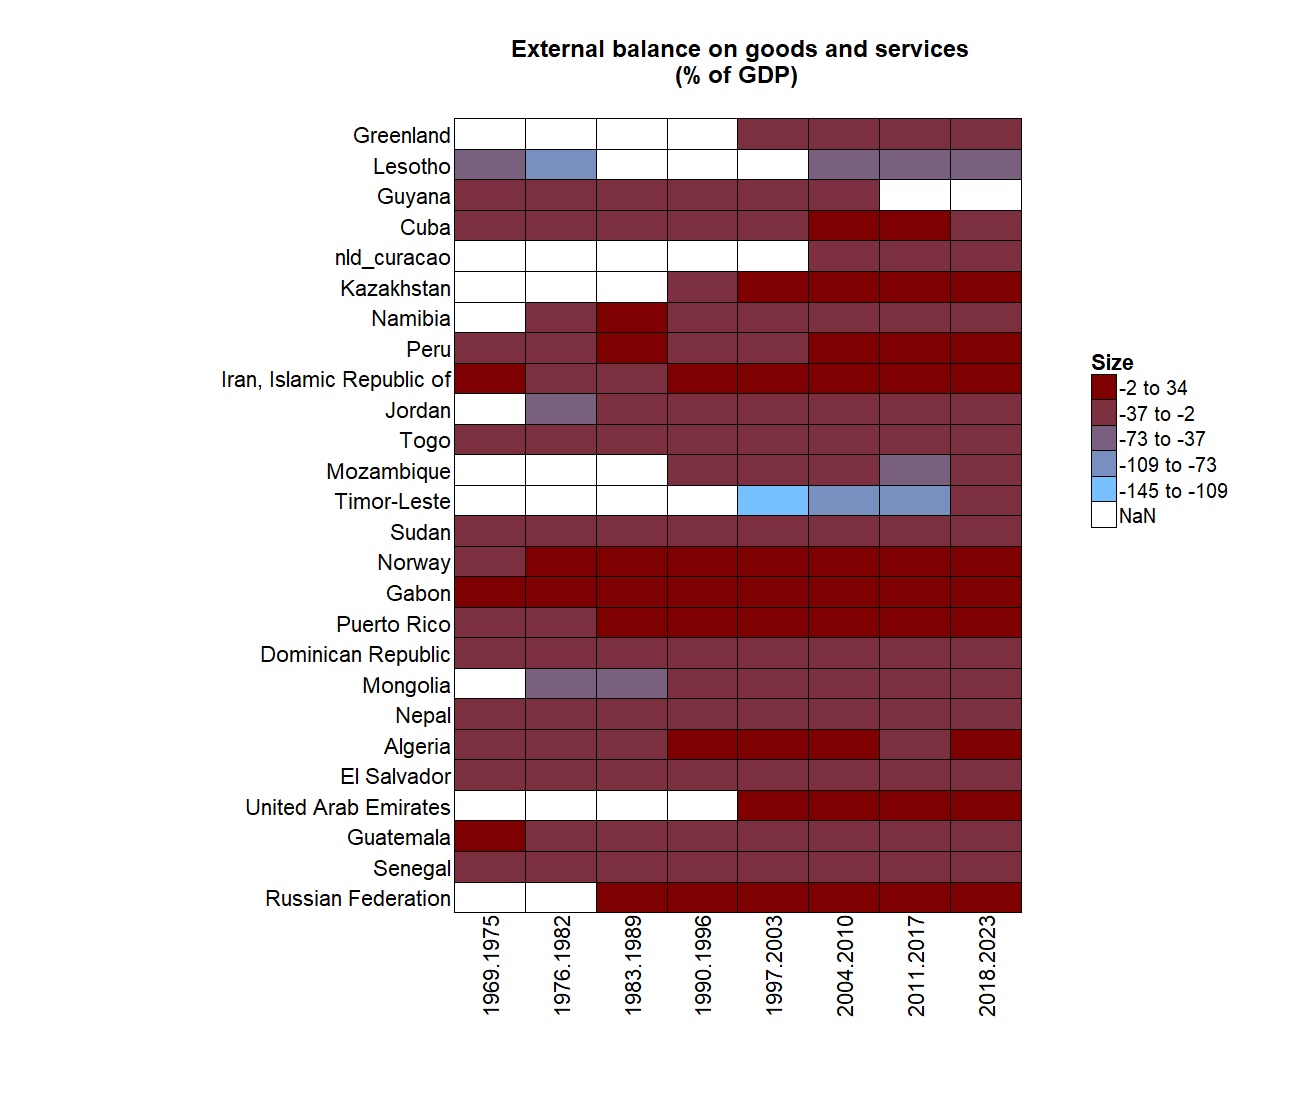 External balance on goods and services
(% of GDP)
Greenland
Lesotho
Guyana
Cuba
nld_curacao
Kazakhstan
Namibia
Peru
Iran, Islamic Republic of
Jordan
Togo
Mozambique
Timor-Leste
Sudan
Norway
Gabon
Puerto Rico
Dominican Republic
Mongolia
Nepal
Algeria
El Salvador
United Arab Emirates
Guatemala
Senegal
Russian Federation
1969.1975
1976.1982
1983.1989
1990.1996
1997.2003
2004.2010
2011.2017
2018.2023
Size
-2 to 34
-37 to -2
-73 to -37
-109 to -73
-145 to -109
NaN